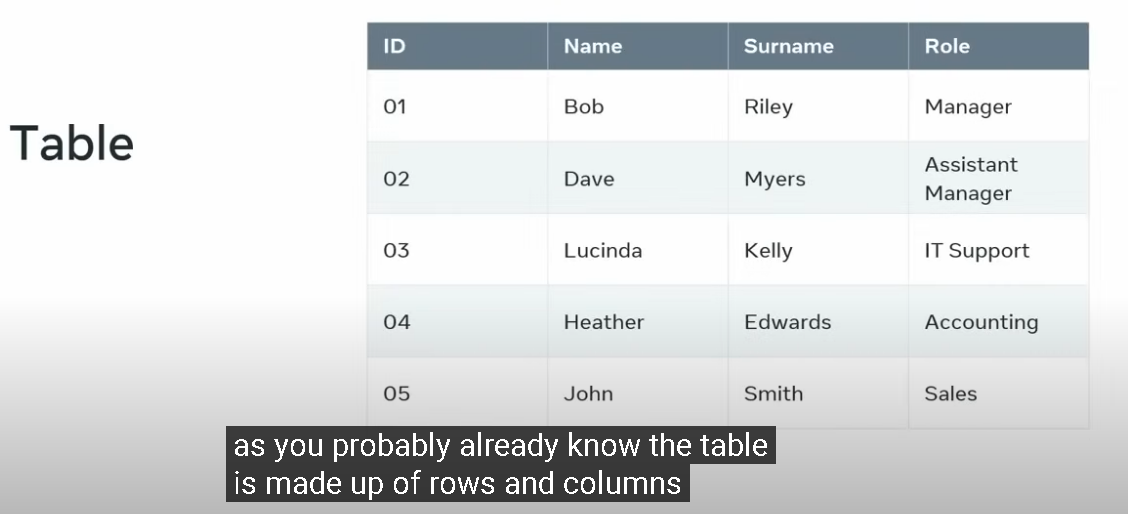 Table
ID Name Surname Role
01 Bob Riley Manager
02 Dave Myers Assistant
Manager
03 Lucinda Kelly IT Support
04 Heather Edwards Accounting
05 John Smith Sales
as you probably already know the table
is made up of rows and columns